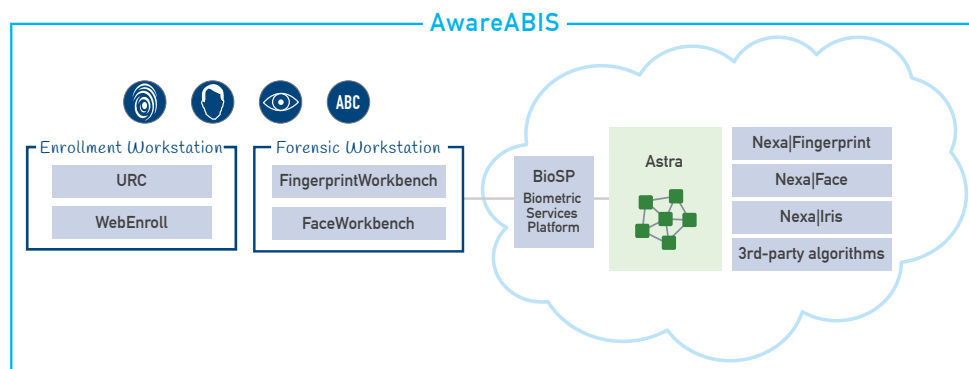 AwareABIS
ABC
Enrollment Workstation
URC
WebEnroll
Forensic Workstation
FingerprintWorkbench
FaceWorkbench
BioSP
Biometric
Services
Platform
Astra
Nexa|Fingerprint
Nexa|Face
Nexa|Iris
3rd-party algorithms